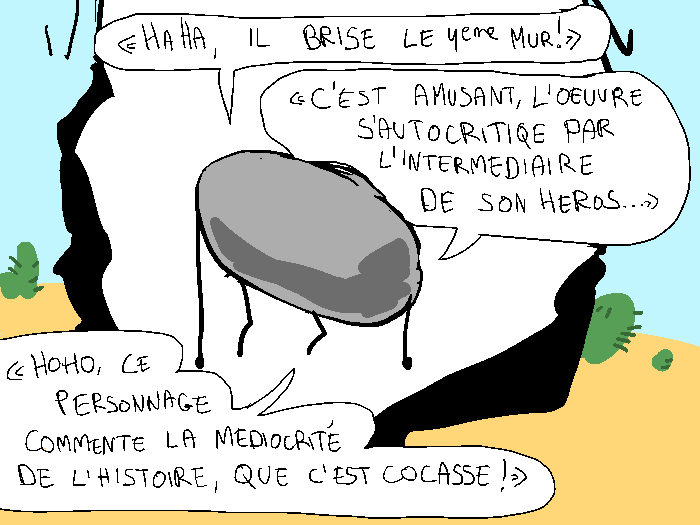 « HAHA, IL BRISE LE 4eme MUR! »
« C'EST AMUSANT, L'OEUVRE
S'AUTOCRITIQE PAR
L'INTERMEDIAIRE
DE SON HEROS... »
« HOHO, CE
PERSONNAGE
COMMENTE LA MEDIOCRITÉ
DE L'HISTOIRE, QUE C'EST COCASSE ! »